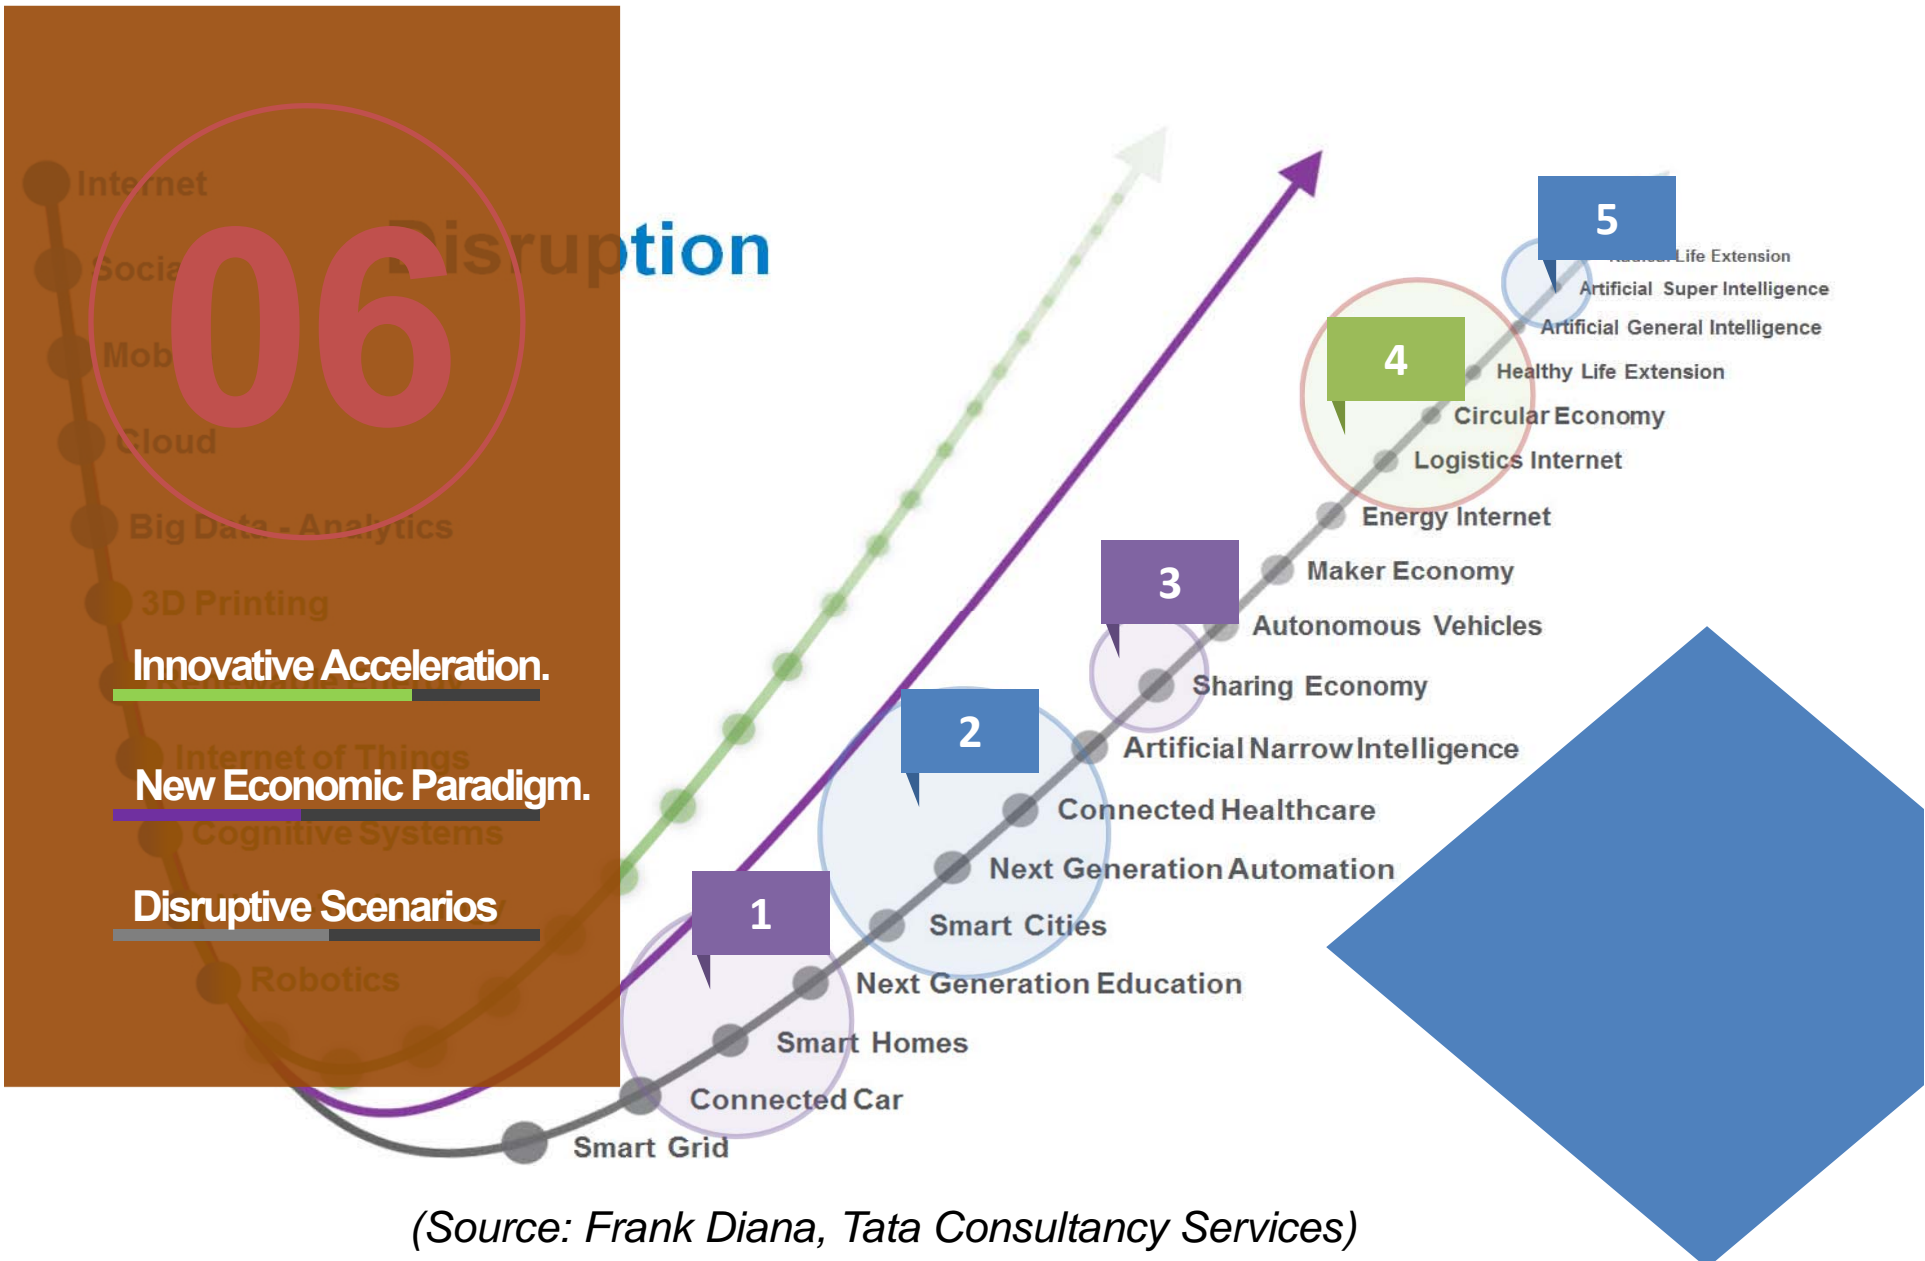 Internet
06
Disruption
Social
Mob
Cloud
Big Data - Analytics
3D Printing
Innovative Acceleration.
Internet of Things
New Economic Paradigm.
Cognitive Systems
Disruptive Scenarios
Robotics
5
Radical Life Extension
Artificial Super Intelligence
Artificial General Intelligence
4
Healthy Life Extension
Circular Economy
Logistics Internet
Energy Internet
3
Maker Economy
Autonomous Vehicles
Sharing Economy
2
Artificial Narrow Intelligence
Connected Healthcare
Next Generation Automation
1
Smart Cities
Next Generation Education
Smart Homes
Connected Car
Smart Grid
(Source: Frank Diana, Tata Consultancy Services)